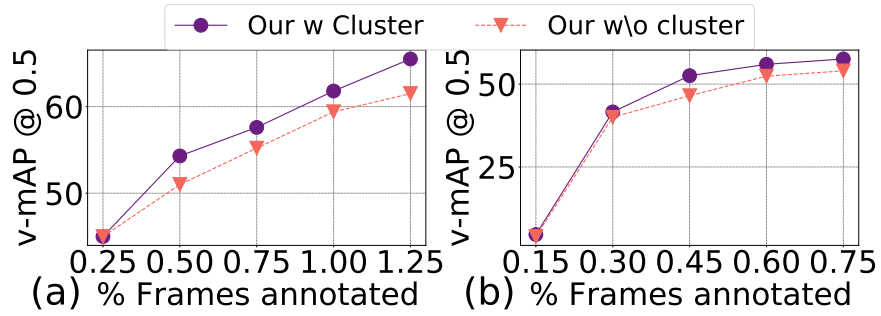 Our w Cluster
Our w\o cluster
v-mAP @ 0.5
60
50
0.25 0.50 0.75 1.00 1.25
(a) % Frames annotated
v-mAP @ 0.5
50
25
0.15 0.30 0.45 0.60 0.75
(b) % Frames annotated